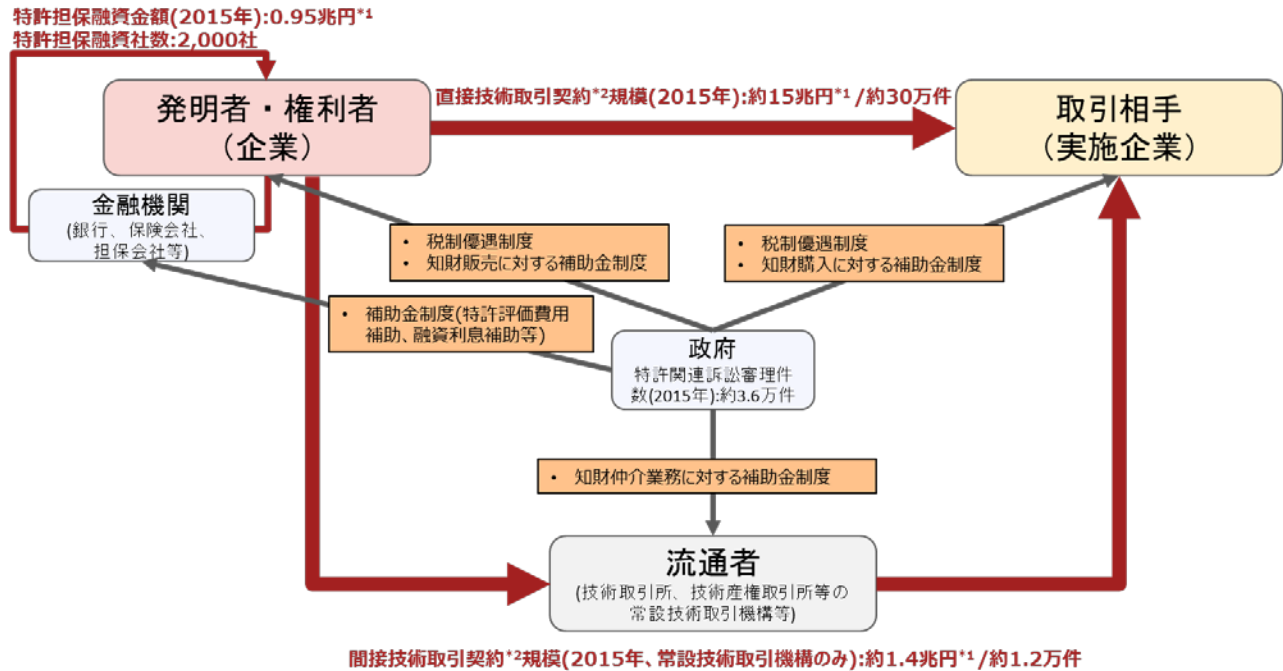 特許担保融資金額(2015年):0.95兆円*1
特許担保融資社数:2,000社
発明者・権利者
（企業）
直接技術取引契約*2規模(2015年):約15兆円*1 /約30万件
取引相手
（実施企業）
金融機関
(銀行、保険会社、
担保会社等)
• 税制優遇制度
• 知財販売に対する補助金制度
• 税制優遇制度
• 知財購入に対する補助金制度
• 補助金制度(特許評価費用
補助、融資利息補助等)
政府
特許関連訴訟審理件
数(2015年):約3.6万件
• 知財仲介業務に対する補助金制度
流通者
(技術取引所、技術産権取引所等の
常設技術取引機構等)
間接技術取引契約*2規模(2015年、常設技術取引機構のみ):約1.4兆円*1 /約1.2万件